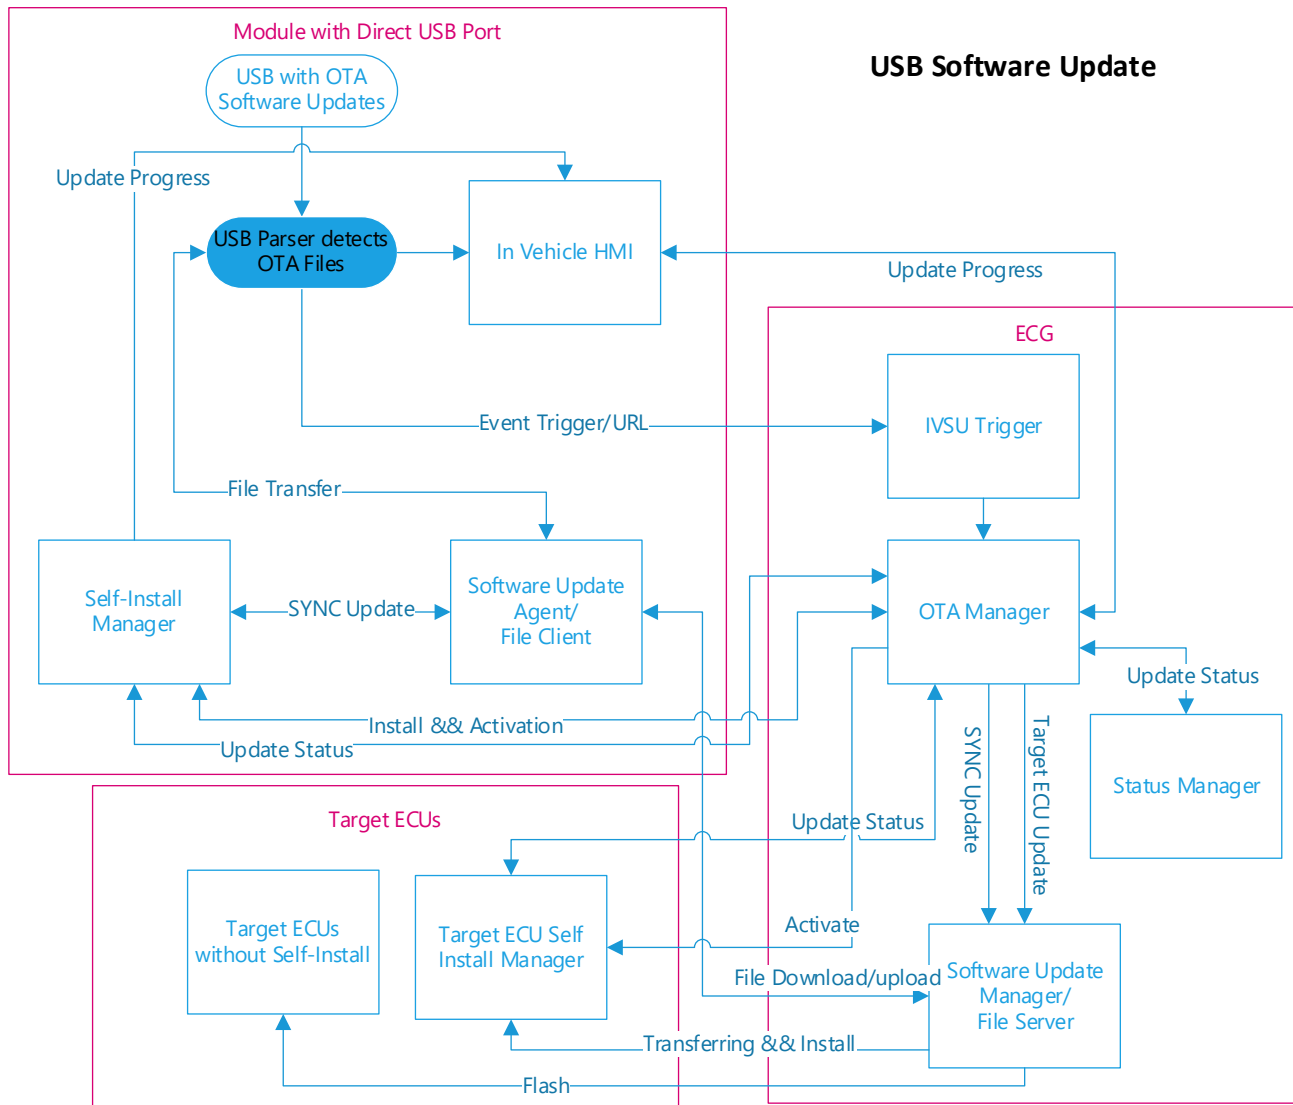 Module with Direct USB Port
USB Software Update
USB with OTA
Software Updates
Update Progress
USB Parser detects
OTA Files
In Vehicle HMI
Update Progress
ECG
Event Trigger/URL
IVSU Trigger
File Transfer
Self-Install
Manager
SYNC Update
Software Update
Agent/
File Client
OTA Manager
Update Status
Install && Activation
Update Status
SYNC Update
Target ECU Update
Status Manager
Target ECUs
Update Status
Target ECUs
without Self-Install
Target ECU Self
Install Manager
Activate
File Download/upload
Software Update
Manager/
File Server
Transferring && Install
Flash